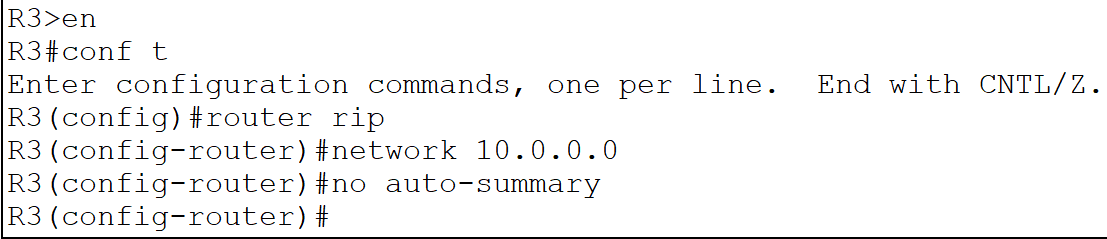 R3>en
R3#conf t
Enter configuration commands, one per line.  End with CNTL/Z.
R3(config)#router rip
R3(config-router)#network 10.0.0.0
R3(config-router)#no auto-summary
R3(config-router)#